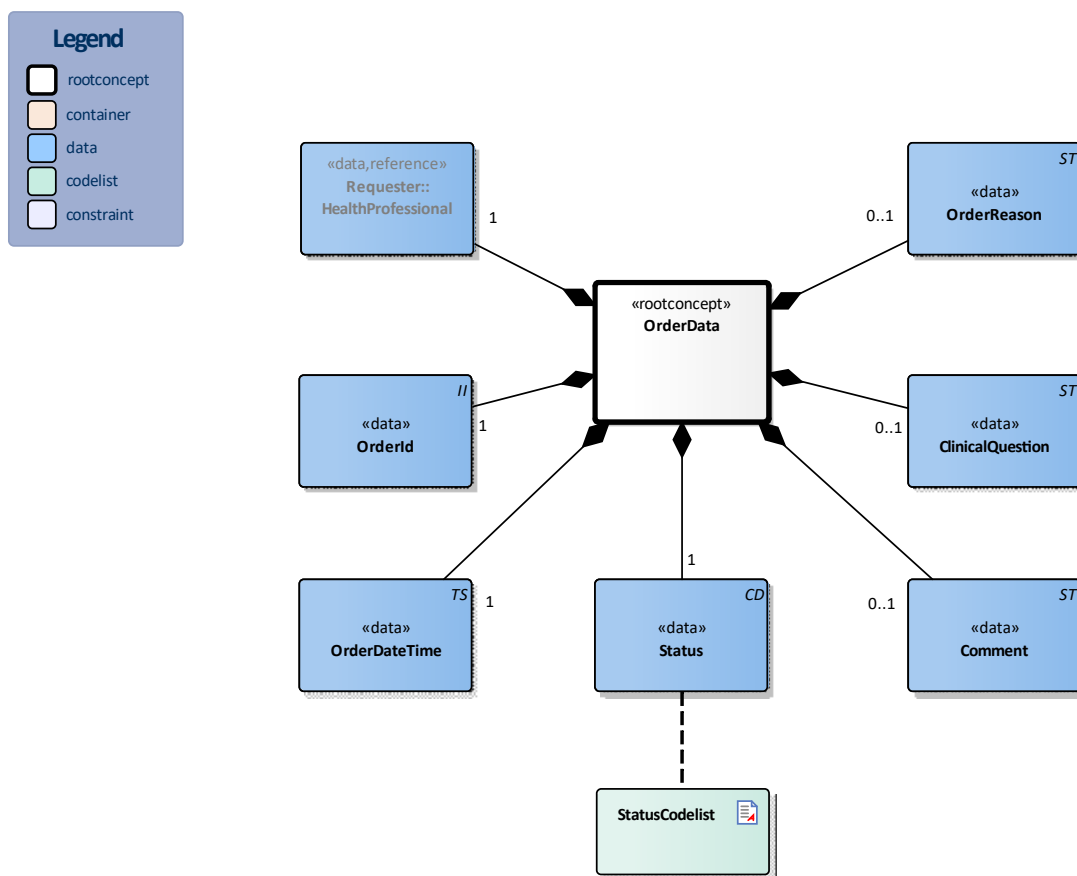 Legend
rootconcept
container
data
codelist
constraint
«data,reference»
Requester::
HealthProfessional
1
ST
«data»
OrderReason
0..1
«rootconcept»
OrderData
II
«data»
OrderId
1
ST
«data»
ClinicalQuestion
0..1
TS
«data»
OrderDateTime
1
CD
«data»
Status
1
ST
«data»
Comment
0..1
StatusCodelist